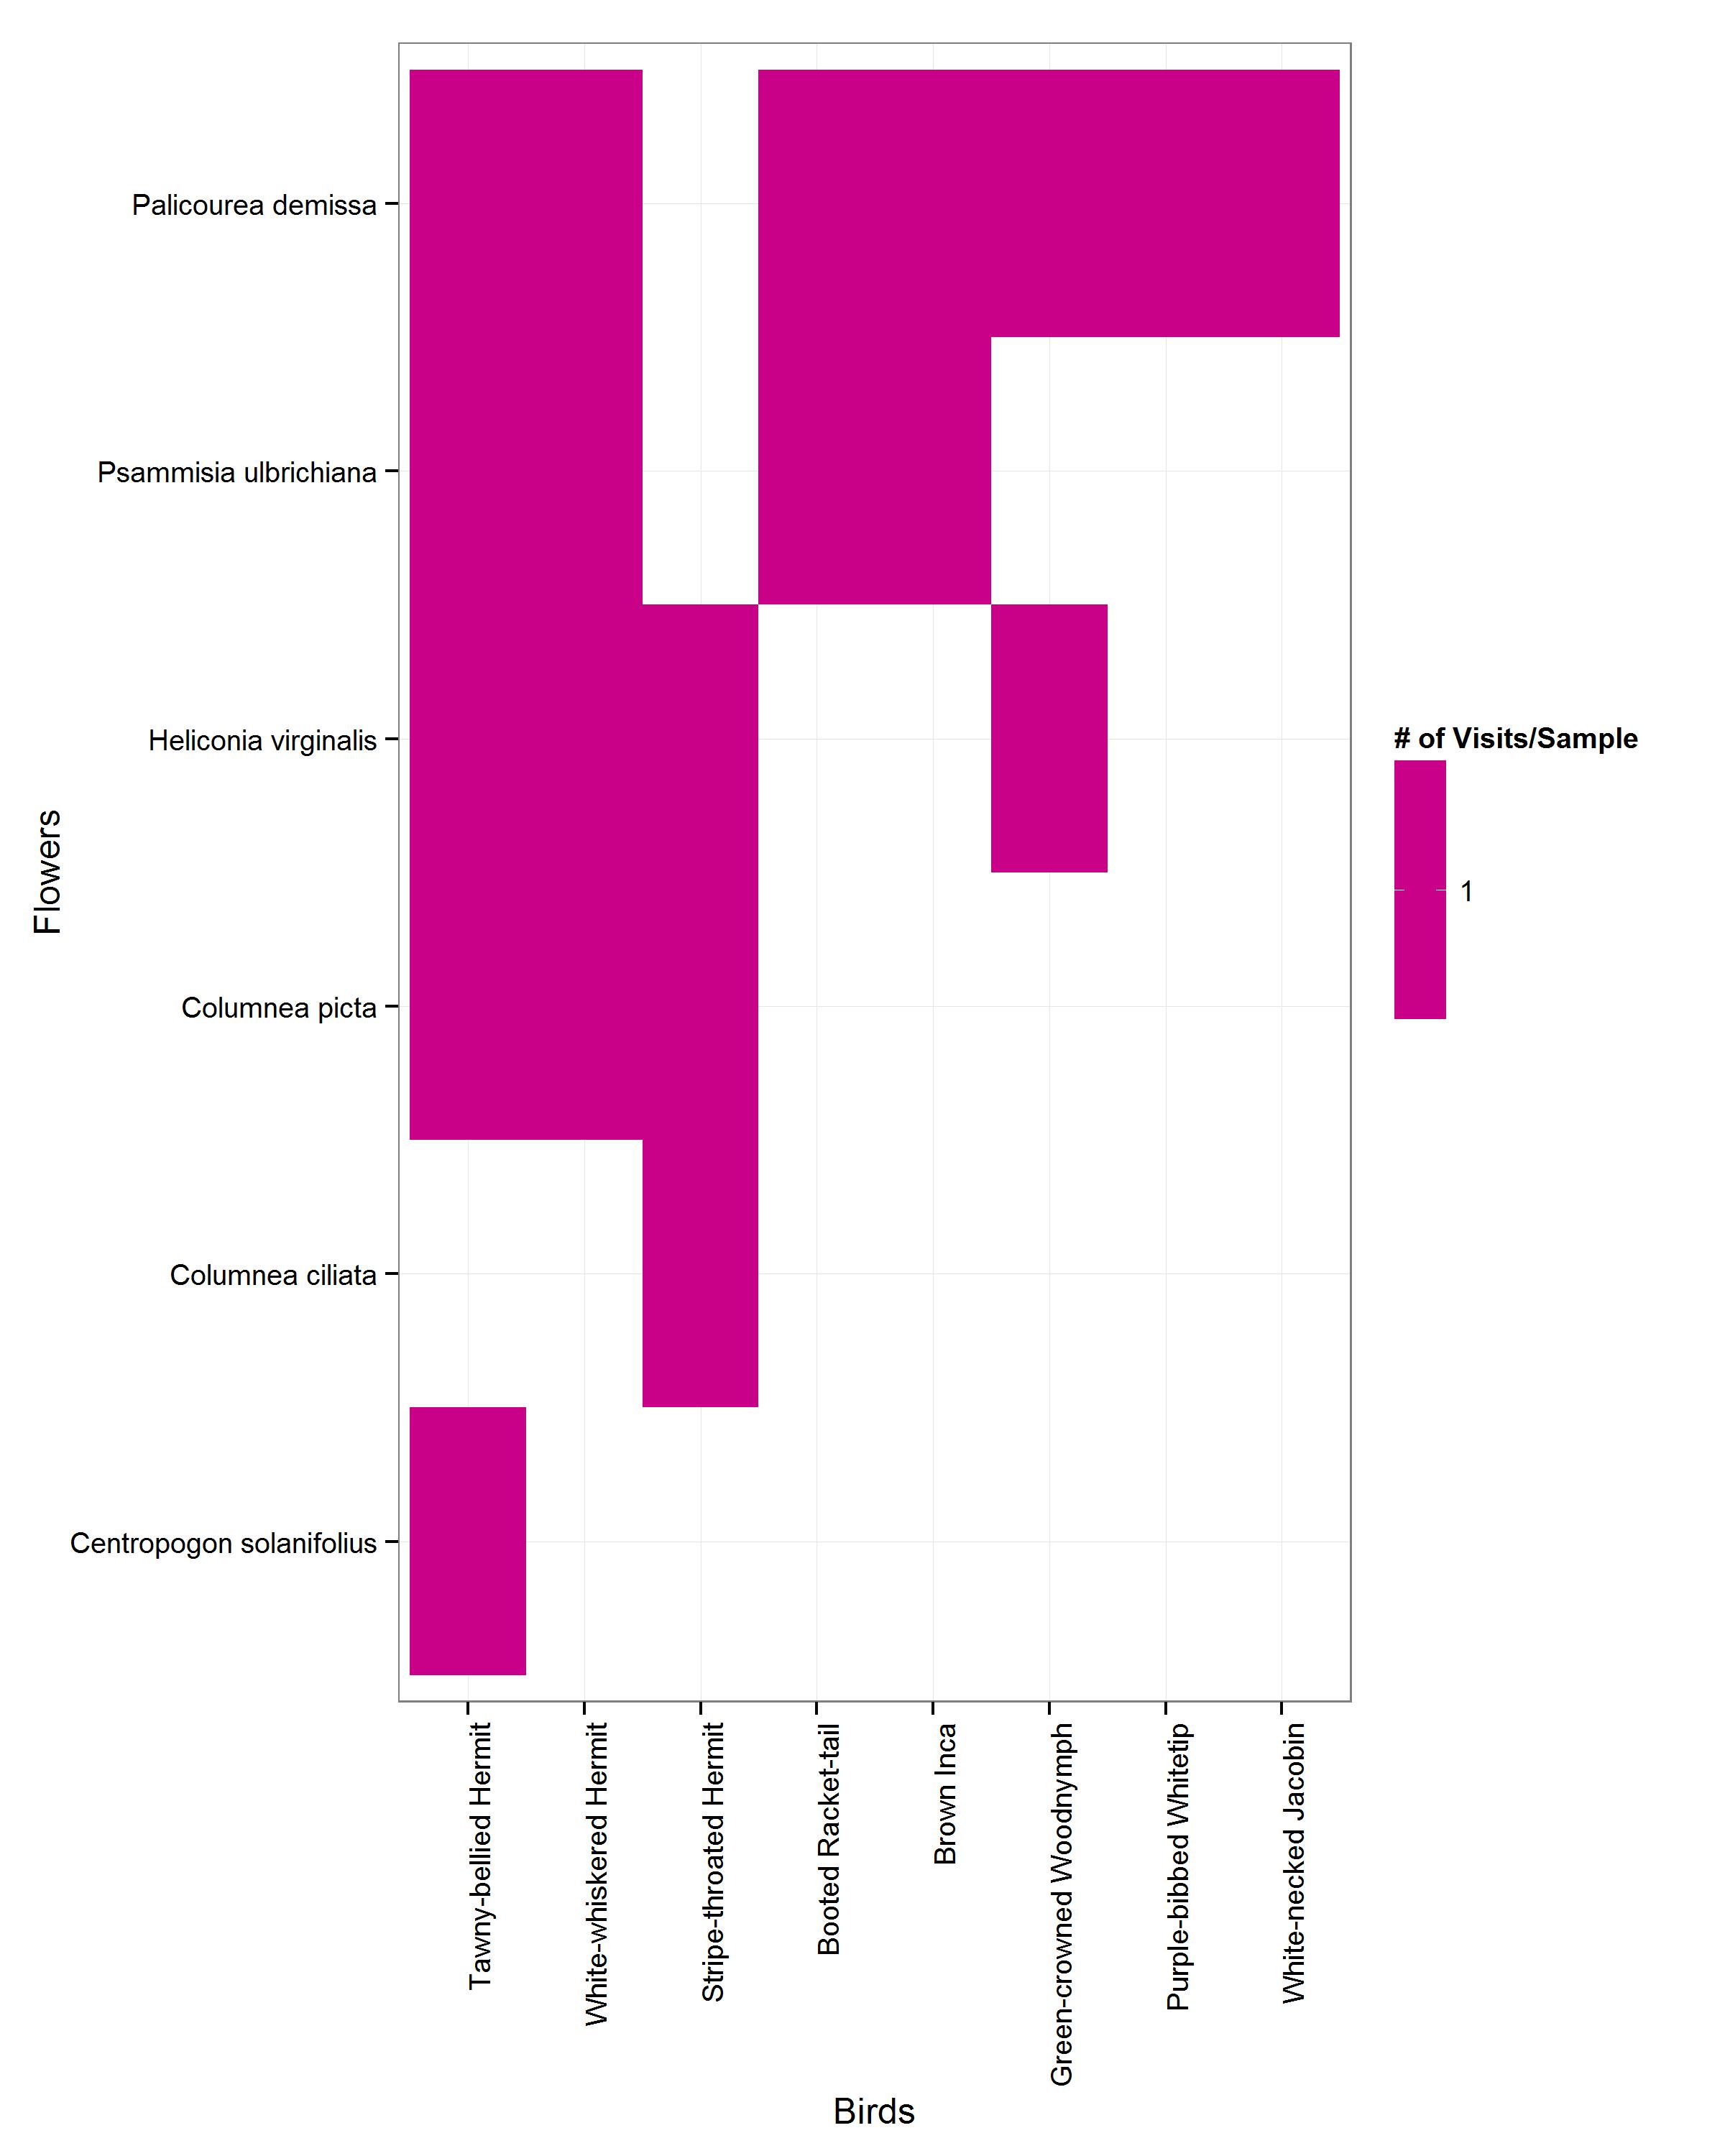 Palicourea demissa
Psammisia ulbrichiana
Heliconia virginalis
Columnea picta
Columnea ciliata
Centropogon solanifolius
Flowers
# of Visits/Sample
1
Tawny-bellied Hermit
White-whiskered Hermit
Stripe-throated Hermit
Booted Racket-tail
Brown Inca
Green-crowned Woodnymph
Purple-bibbed Whitetip
White-necked Jacobin
Birds